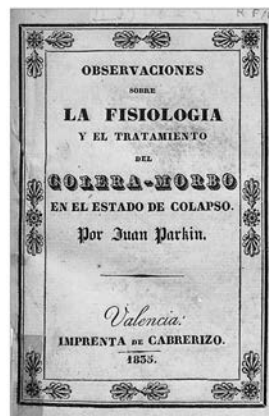 OBSERVACIONES
SOBRE
LA FISIOLOGIA
Y EL TRATAMIENTO
DEL
COLERA-MORBO
EN EL ESTADO DE COLAPSO.
Por Juan Parkin.
Valencia:
IMPRENTA DE CABRERIZO.
1835.